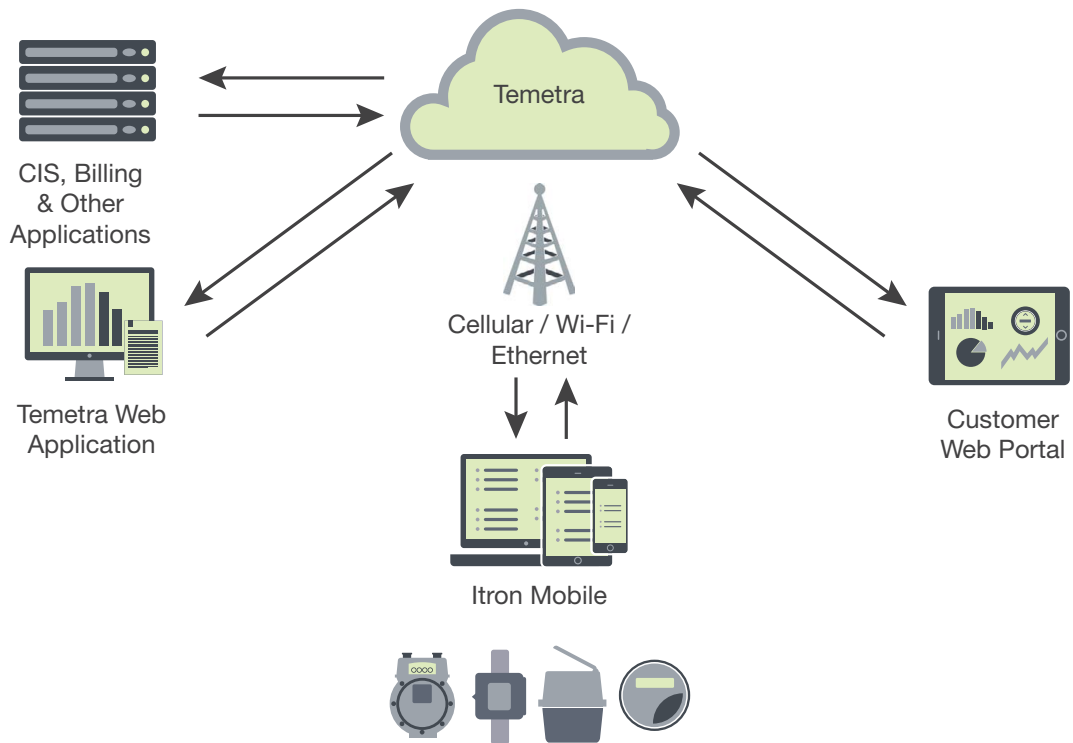 Temetra
CIS, Billing
& Other
Applications
Cellular / Wi-Fi /
Ethernet
Temetra Web
Application
Customer
Web Portal
Itron Mobile